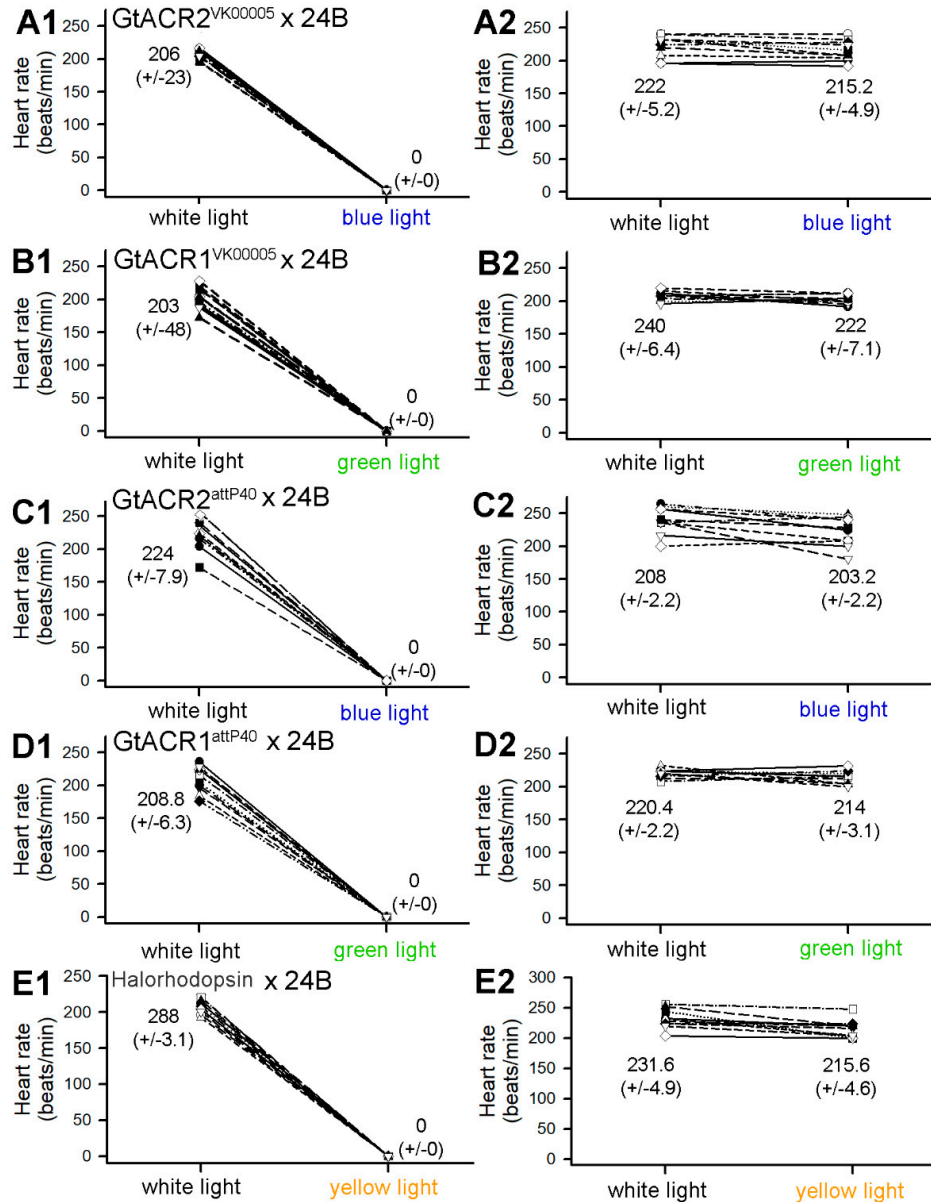 A1 GtACR2^VK00005 x 24B
Heart rate
(beats/min)
250
200
150
100
50
0
206
(+/-23)
0
(+/-0)
white light blue light
A2
Heart rate
(beats/min)
250
200
150
100
50
0
222
(+/-5.2)
215.2
(+/-4.9)
white light blue light
B1 GtACR1^VK00005 x 24B
Heart rate
(beats/min)
250
200
150
100
50
0
203
(+/-48)
0
(+/-0)
white light green light
B2
Heart rate
(beats/min)
250
200
150
100
50
0
240
(+/-6.4)
222
(+/-7.1)
white light green light
C1 GtACR2^attP40 x 24B
Heart rate
(beats/min)
250
200
150
100
50
0
224
(+/-7.9)
0
(+/-0)
white light blue light
C2
Heart rate
(beats/min)
250
200
150
100
50
0
208
(+/-2.2)
203.2
(+/-2.2)
white light blue light
D1 GtACR1^attP40 x 24B
Heart rate
(beats/min)
250
200
150
100
50
0
208.8
(+/-6.3)
0
(+/-0)
white light green light
D2
Heart rate
(beats/min)
250
200
150
100
50
0
220.4
(+/-2.2)
214
(+/-3.1)
white light green light
E1 Halorhodopsin x 24B
Heart rate
(beats/min)
250
200
150
100
50
0
288
(+/-3.1)
0
(+/-0)
white light yellow light
E2
Heart rate
(beats/min)
300
250
200
150
100
50
0
231.6
(+/-4.9)
215.6
(+/-4.6)
white light yellow light